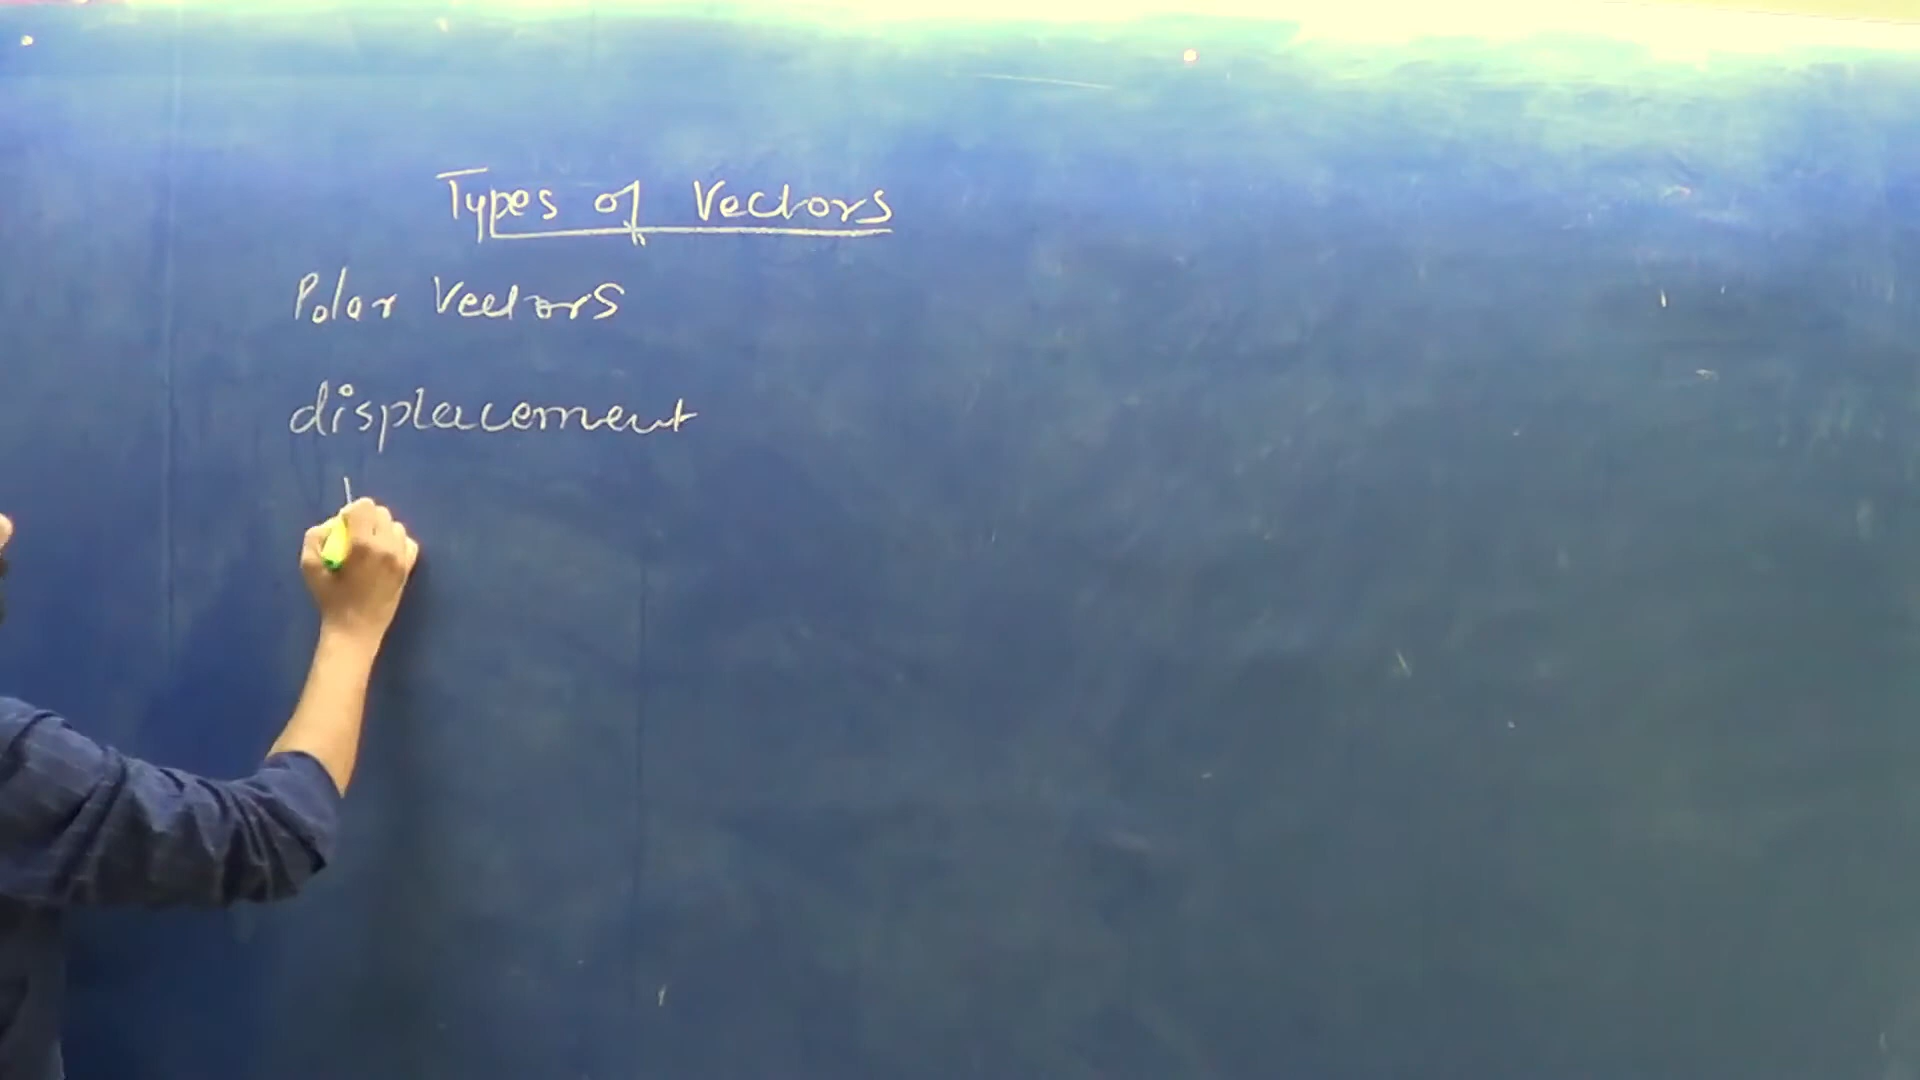 Types of Vectors
Polar Vectors
displacement